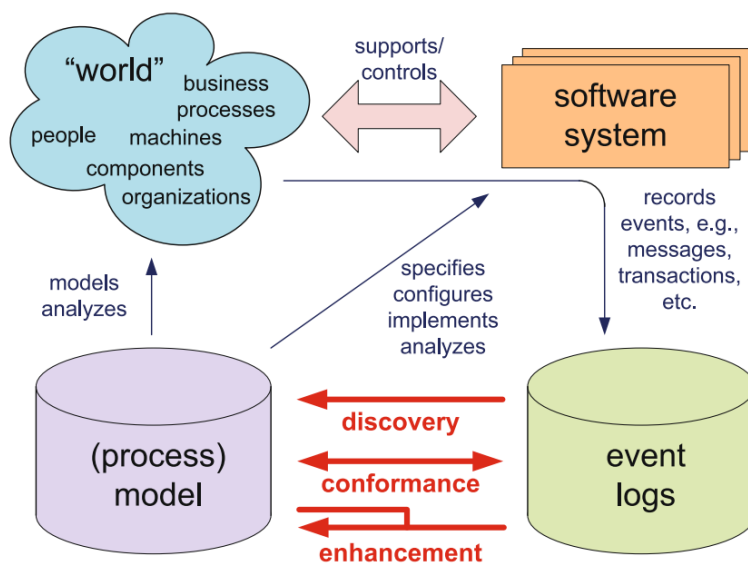 “world”
business
processes
people
machines
components
organizations
supports/
controls
software
system
records
events, e.g.,
messages,
transactions,
etc.
models
analyzes
specifies
configures
implements
analyzes
(process)
model
discovery
conformance
enhancement
event
logs